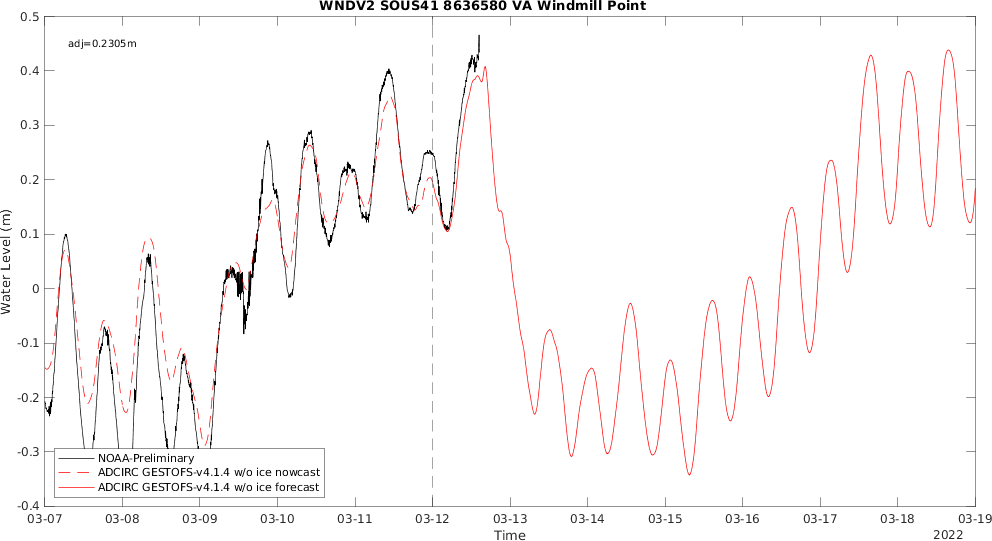 WNDV2 SOUS41 8636580 VA Windmill Point
adj=0.2305m
0.5
0.4
0.3
0.2
0.1
0
-0.1
-0.2
-0.3
-0.4
Water Level (m)
NOAA-Preliminary
ADCIRC GESTOFS-v4.1.4 w/o ice nowcast
ADCIRC GESTOFS-v4.1.4 w/o ice forecast
03-07 03-08 03-09 03-10 03-11 03-12 03-13 03-14 03-15 03-16 03-17 03-18 03-19
Time
2022